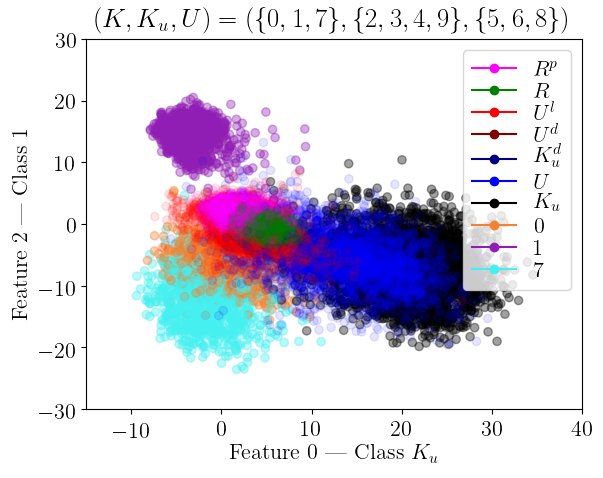 (K, K_u, U) = ({0, 1, 7}, {2, 3, 4, 9}, {5, 6, 8})
30
20
10
0
−10
−20
−30
Feature 2 — Class 1
R^p
R
U^l
U^d
K_u^d
U
K_u
0
1
7
−10
0
10
20
30
40
Feature 0 — Class K_u